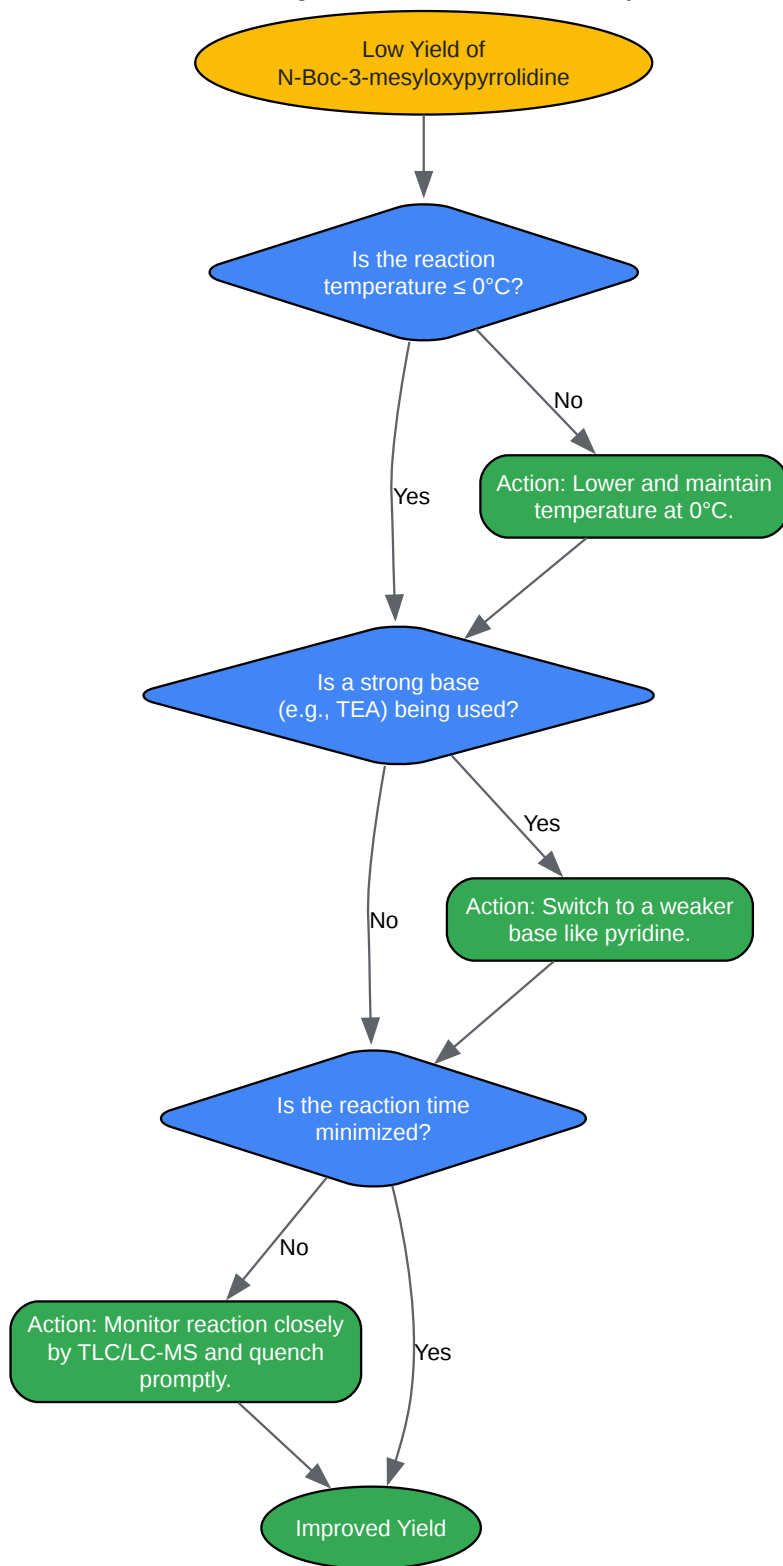 Low Yield of
N-Boc-3-mesyloxypyrrolidine
Is the reaction
temperature ≤ 0°C?
No
Action: Lower and maintain
temperature at 0°C.
Yes
Is a strong base
(e.g., TEA) being used?
Yes
Action: Switch to a weaker
base like pyridine.
No
Is the reaction time
minimized?
No
Action: Monitor reaction closely
by TLC/LC-MS and quench
promptly.
Yes
Improved Yield